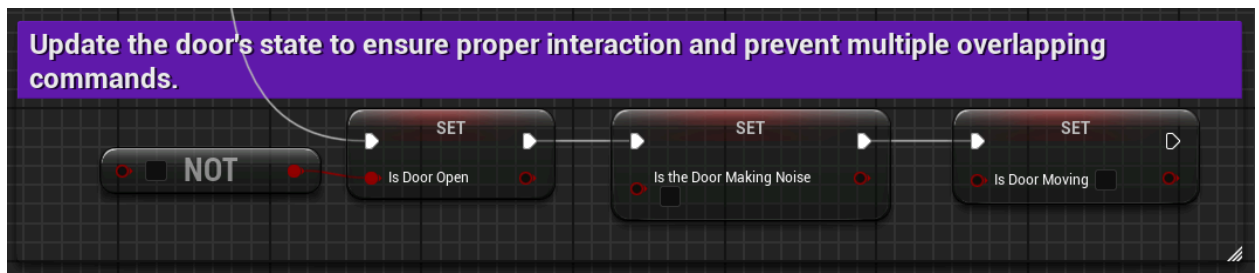 Update the door's state to ensure proper interaction and prevent multiple overlapping
commands.
SET
SET
SET
NOT
Is Door Open
Is the Door Making Noise
Is Door Moving